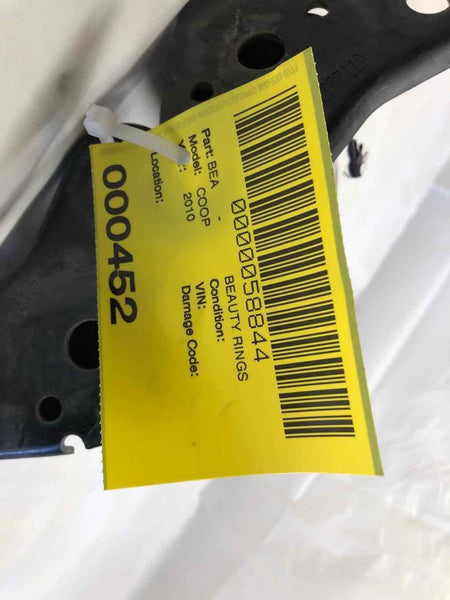 0000058844
Part: BEA - BEAUTY RINGS
Model: COOP Condition:
2010 VIN:
Damage Code:
Location:
000452